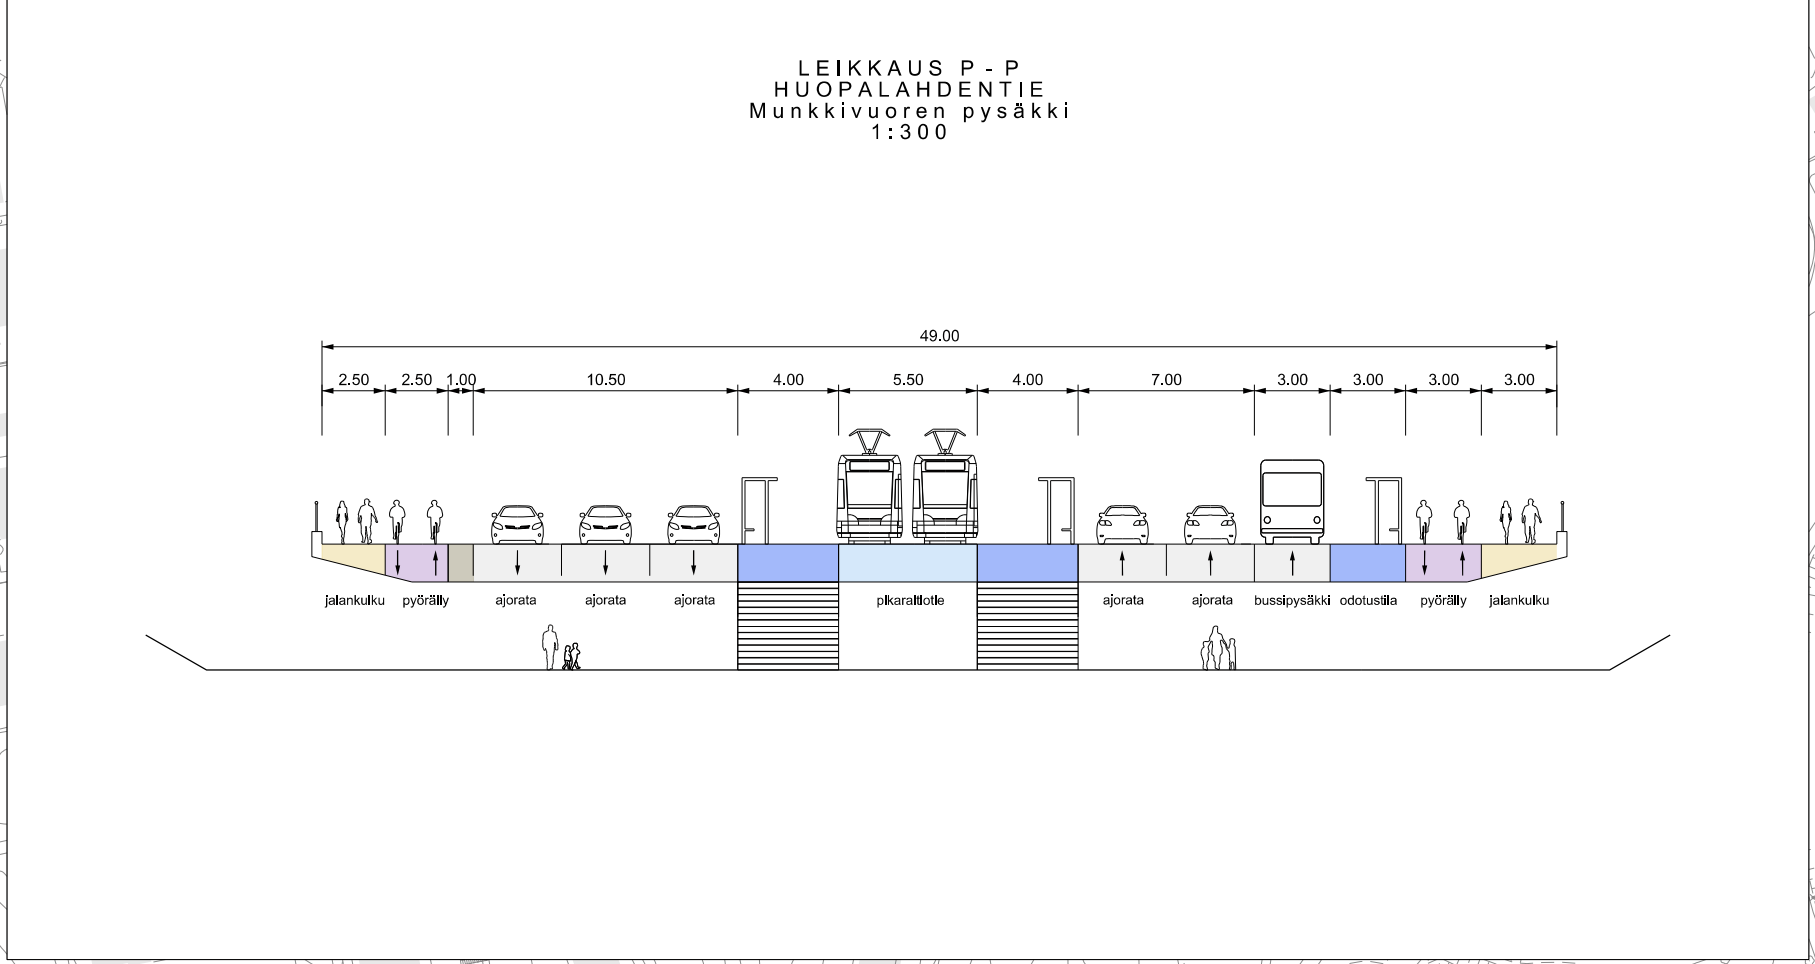 LEIKKAUS P - P
HUOPALAHDENTIE
Munkkivuoren pysäkki
1:300
49.00
2.50 2.50 1.00 10.50 4.00 5.50 4.00 7.00 3.00 3.00 3.00 3.00
jalankulku pyöräily ajorata ajorata ajorata pikaraitiotie ajorata ajorata bussipysäkki odotustila pyöräily jalankulku